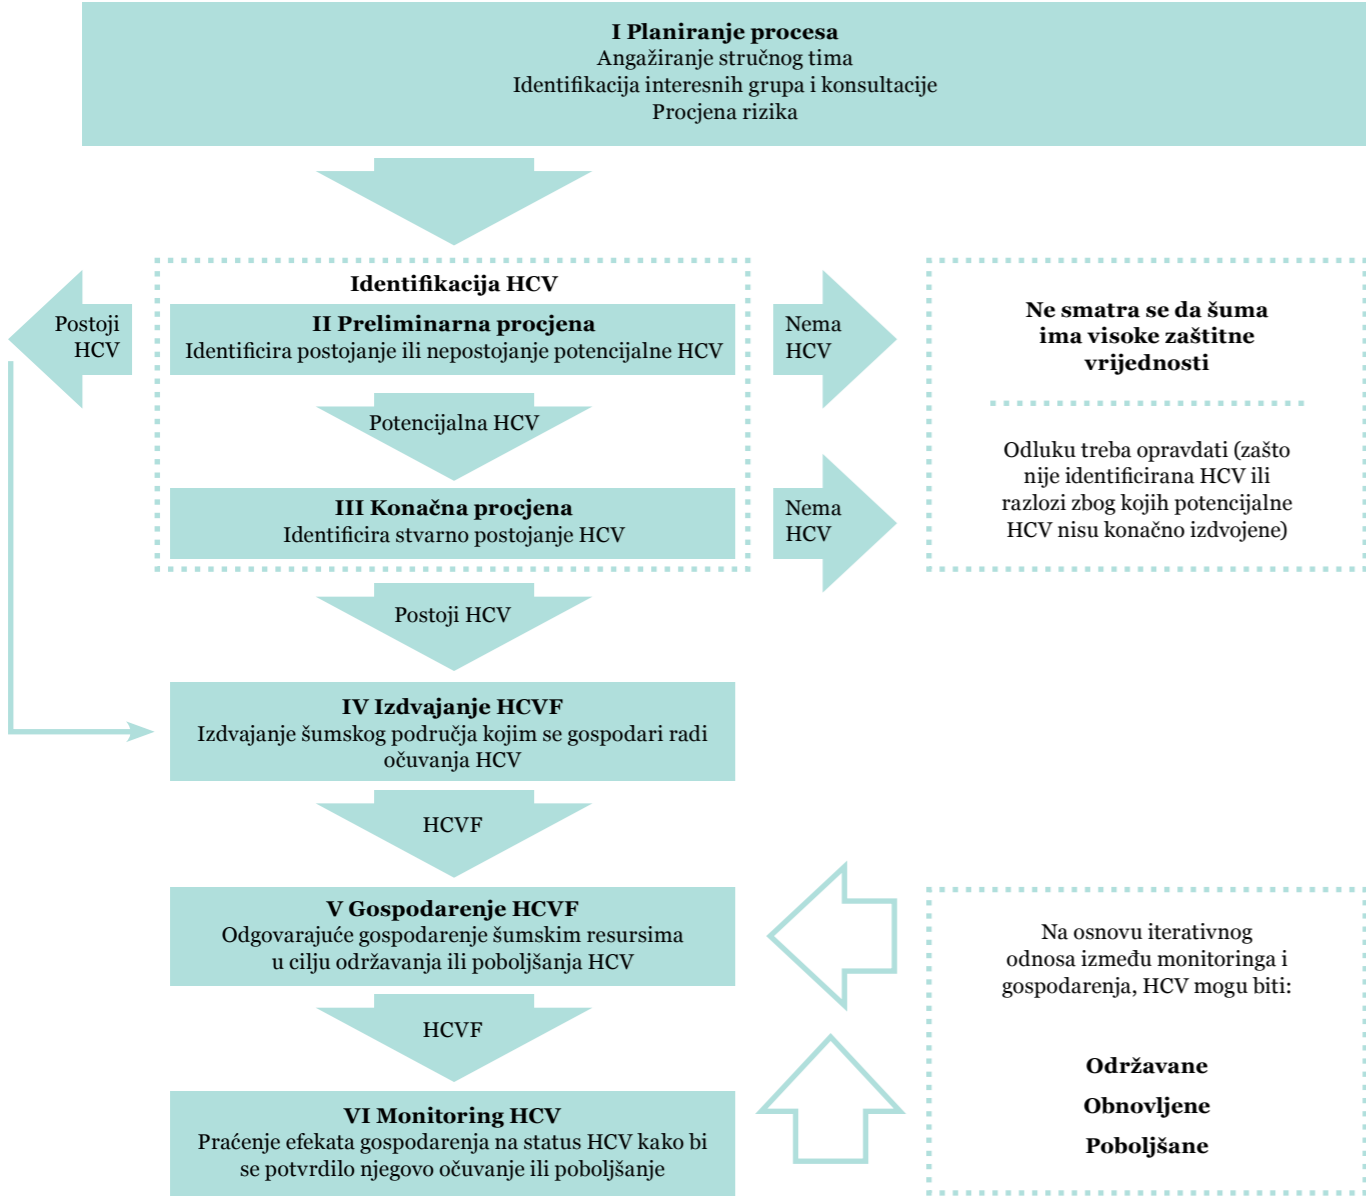 I Planiranje procesa
Angažiranje stručnog tima
Identifikacija interesnih grupa i konsultacije
Procjena rizika
Identifikacija HCV
Postoji
HCV
II Preliminarna procjena
Identificira postojanje ili nepostojanje potencijalne HCV
Nema
HCV
Ne smatra se da šuma
ima visoke zaštitne
vrijednosti
Potencijalna HCV
Odluku treba opravdati (zašto
nije identificirana HCV ili
razlozi zbog kojih potencijalne
HCV nisu konačno izdvojene)
III Konačna procjena
Identificira stvarno postojanje HCV
Nema
HCV
Postoji HCV
IV Izdvajanje HCVF
Izdvajanje šumskog područja kojim se gospodari radi
očuvanja HCV
HCVF
V Gospodarenje HCVF
Odgovarajuće gospodarenje šumskim resursima
u cilju održavanja ili poboljšanja HCV
HCVF
VI Monitoring HCV
Praćenje efekata gospodarenja na status HCV kako bi
se potvrdilo njegovo očuvanje ili poboljšanje
Na osnovu iterativnog
odnosa između monitoringa i
gospodarenja, HCV mogu biti:
Održavane
Obnovljene
Poboljšane